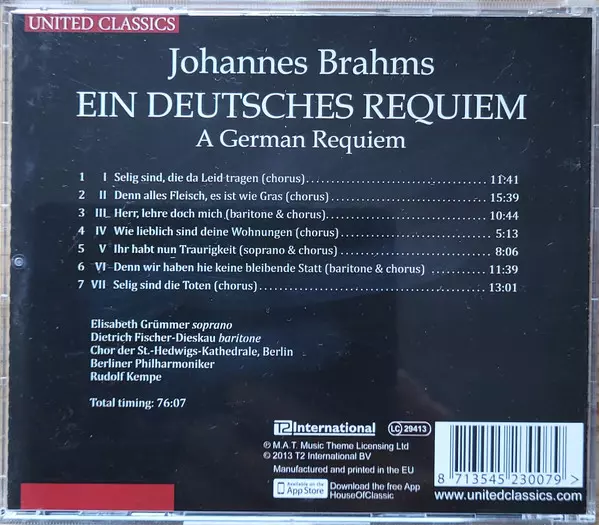 UNITED CLASSICS
Johannes Brahms
EIN DEUTSCHES REQUIEM
A German Requiem
1 I Selig sind, die da Leid tragen (chorus) 11:41
2 II Denn alles Fleisch, es ist wie Gras (chorus) 15:39
3 III Herr, lehre doch mich (baritone & chorus) 10:44
4 IV Wie lieblich sind deine Wohnungen (chorus) 5:13
5 V Ihr habt nun Traurigkeit (soprano & chorus) 8:06
6 VI Denn wir haben hie keine bleibende Statt (baritone & chorus) 11:39
7 VII Selig sind die Toten (chorus) 13:01
Elisabeth Grümmer soprano
Dietrich Fischer-Dieskau baritone
Chor der St.-Hedwigs-Kathedrale, Berlin
Berliner Philharmoniker
Rudolf Kempe
Total timing: 76:07
T2 International LC 29413
℗ M.A.T. Music Theme Licensing Ltd
© 2013 T2 International BV
Manufactured and printed in the EU
Available on the App Store
Download the free App
HouseOfClassic
8 713545 230079 >
www.unitedclassics.com